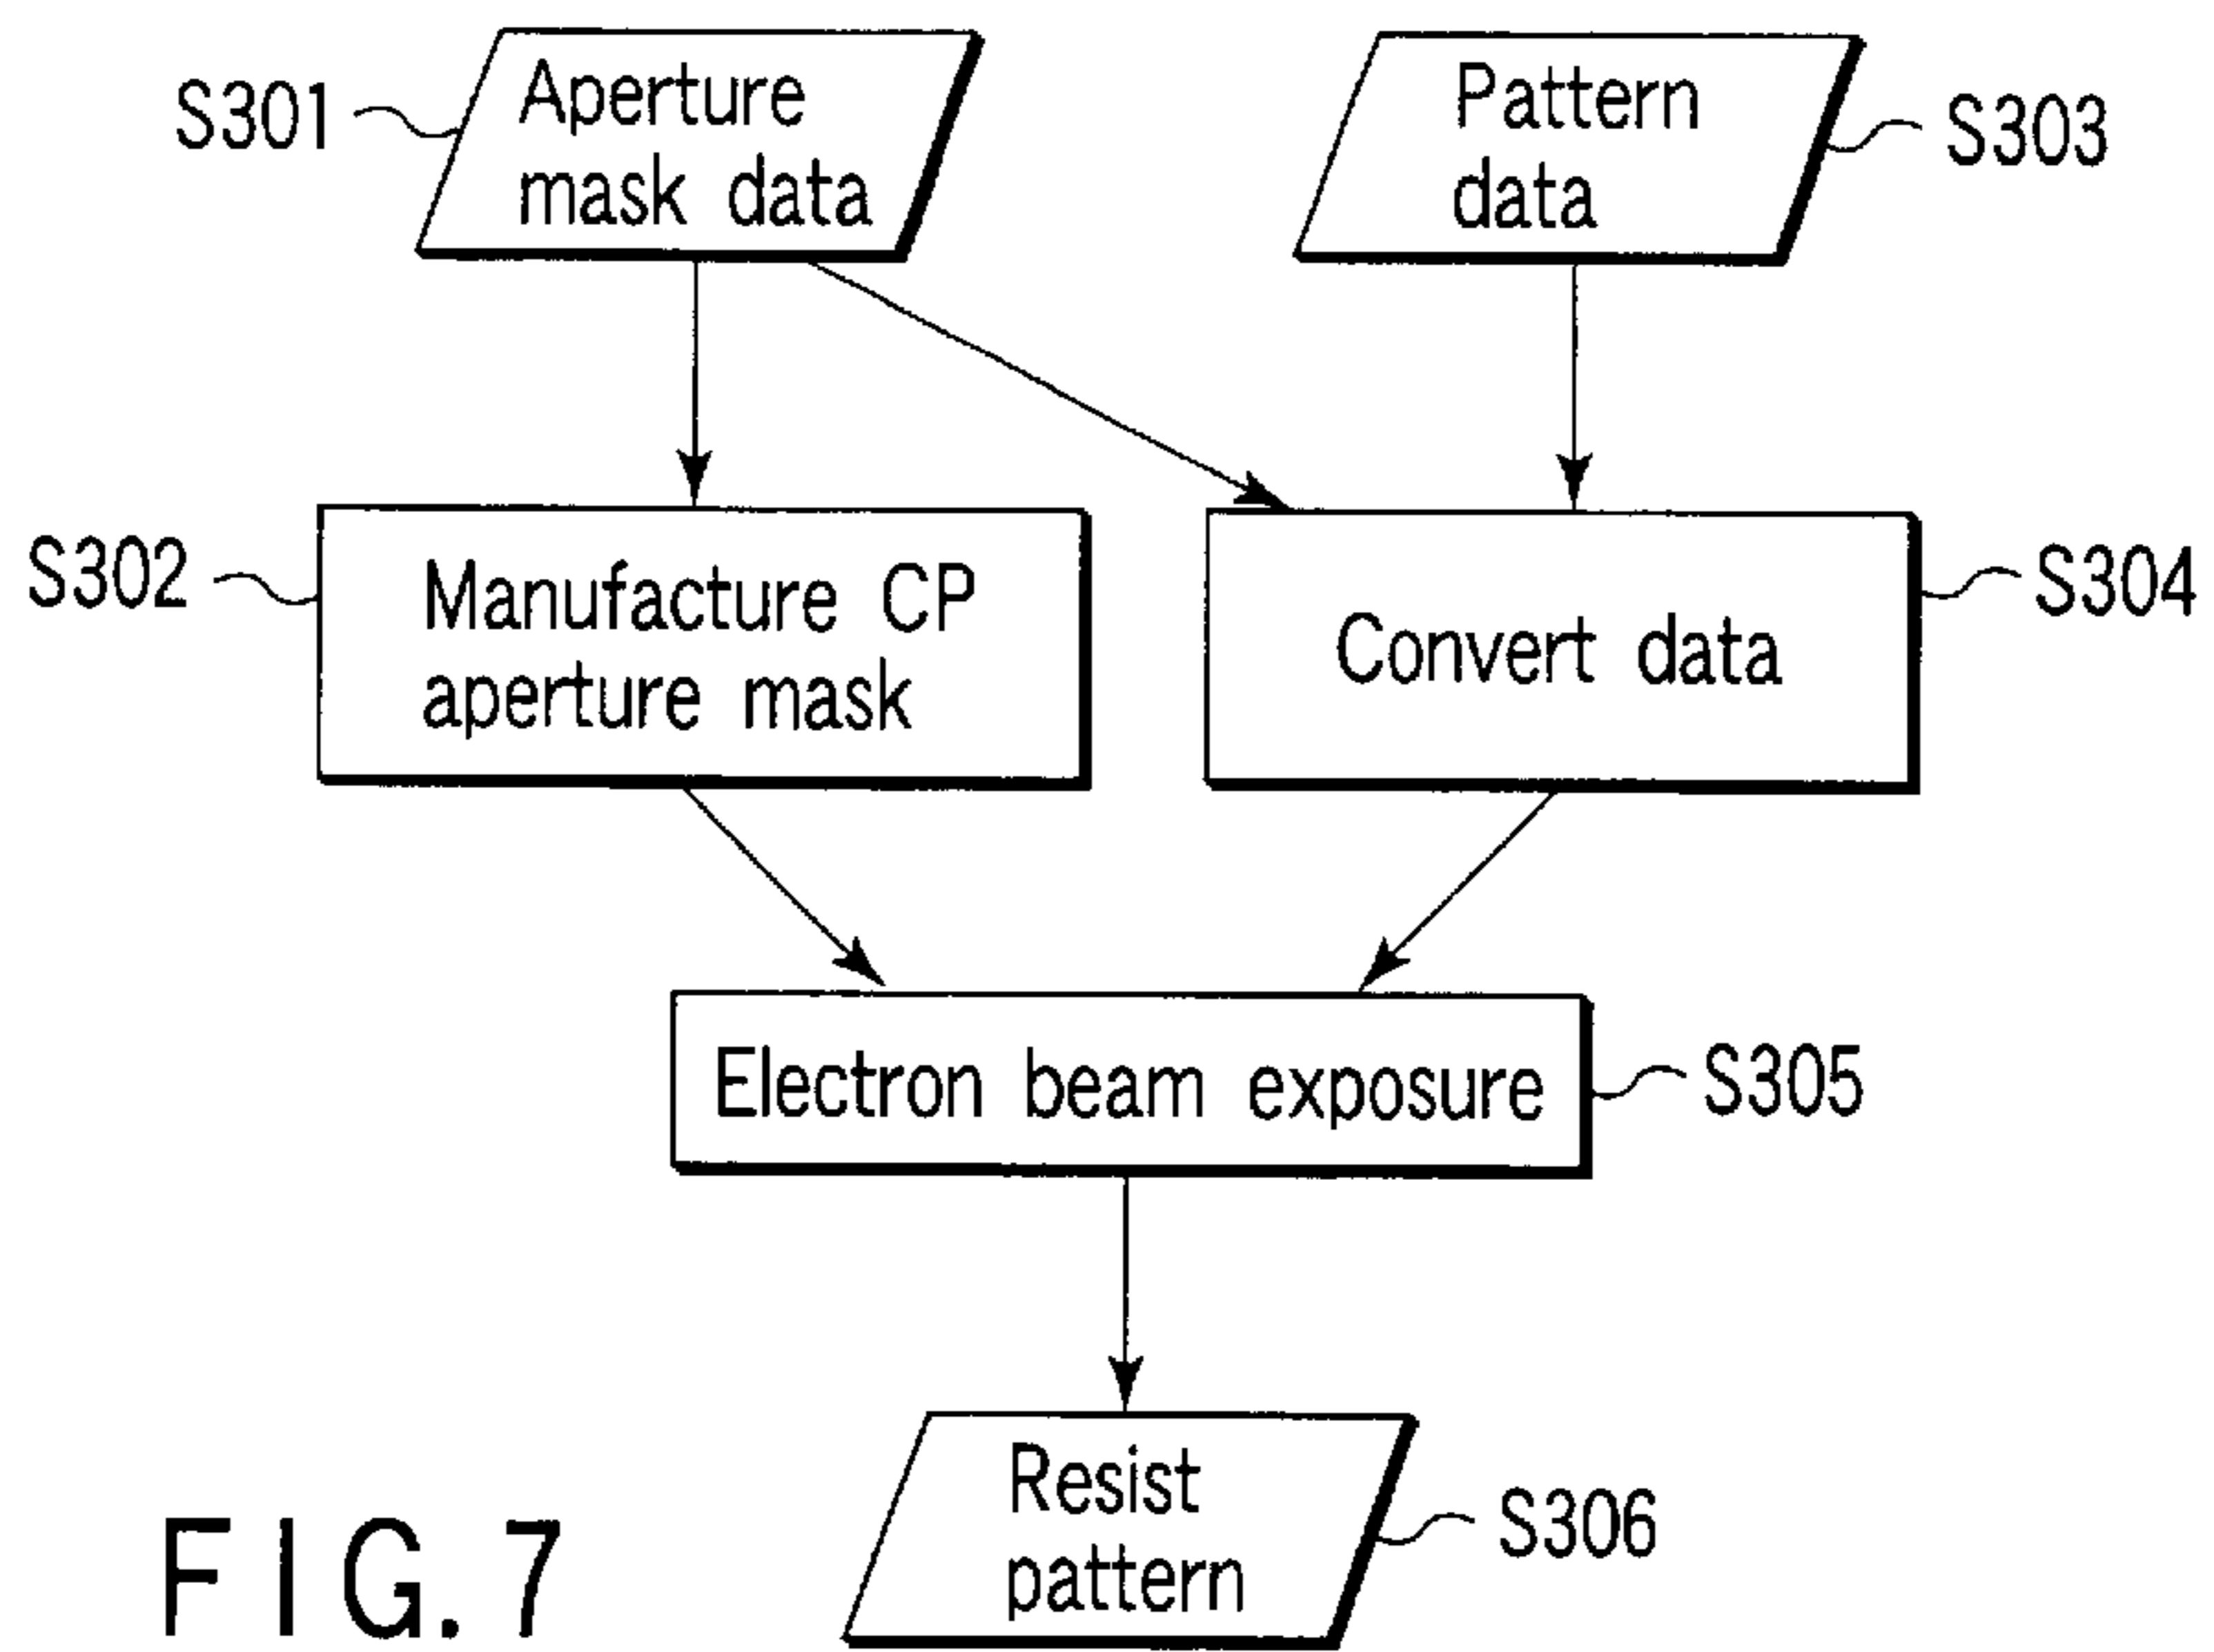 S301
Aperture
mask data
Pattern
data
S303
S302
Manufacture CP
aperture mask
Convert data
S304
Electron beam exposure
S305
Resist
pattern
S306
FIG. 7